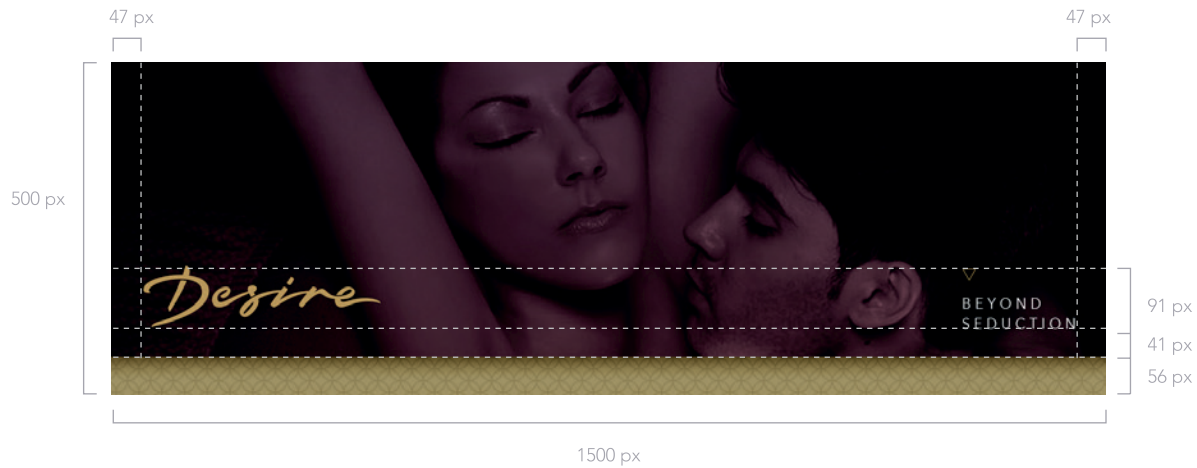 47 px
47 px
500 px
Desire
BEYOND
SEDUCTION
91 px
41 px
56 px
1500 px